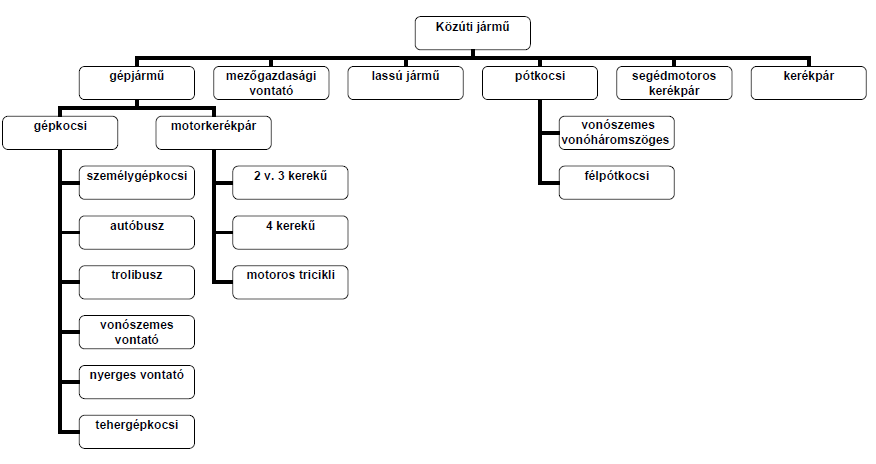 Közúti jármű
gépjármű
mezőgazdasági
vontató
lassú jármű
pótkocsi
segédmotoros
kerékpár
kerékpár
gépkocsi
motorkerékpár
vonószemes
vonóháromszöges
félpótkocsi
személygépkocsi
autóbusz
trolibusz
vonószemes
vontató
nyerges vontató
tehergépkocsi
2 v. 3 kerekű
4 kerekű
motoros tricikli